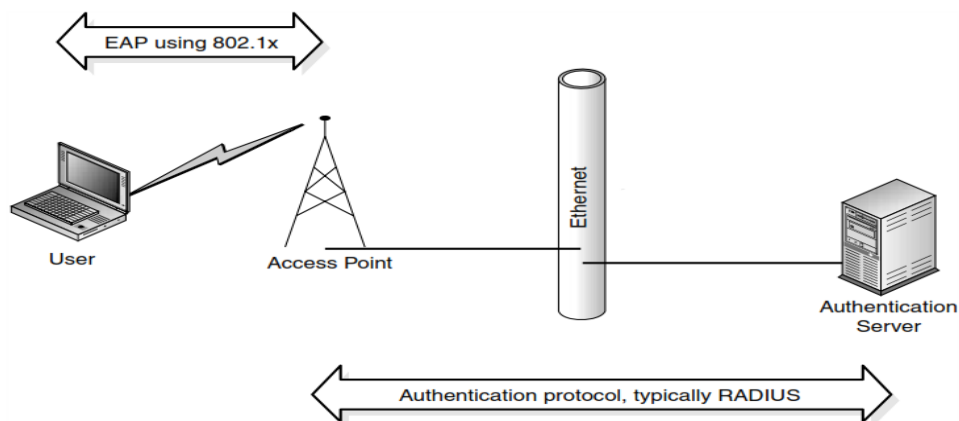 EAP using 802.1x
Ethernet
User
Access Point
Authentication
Server
Authentication protocol, typically RADIUS